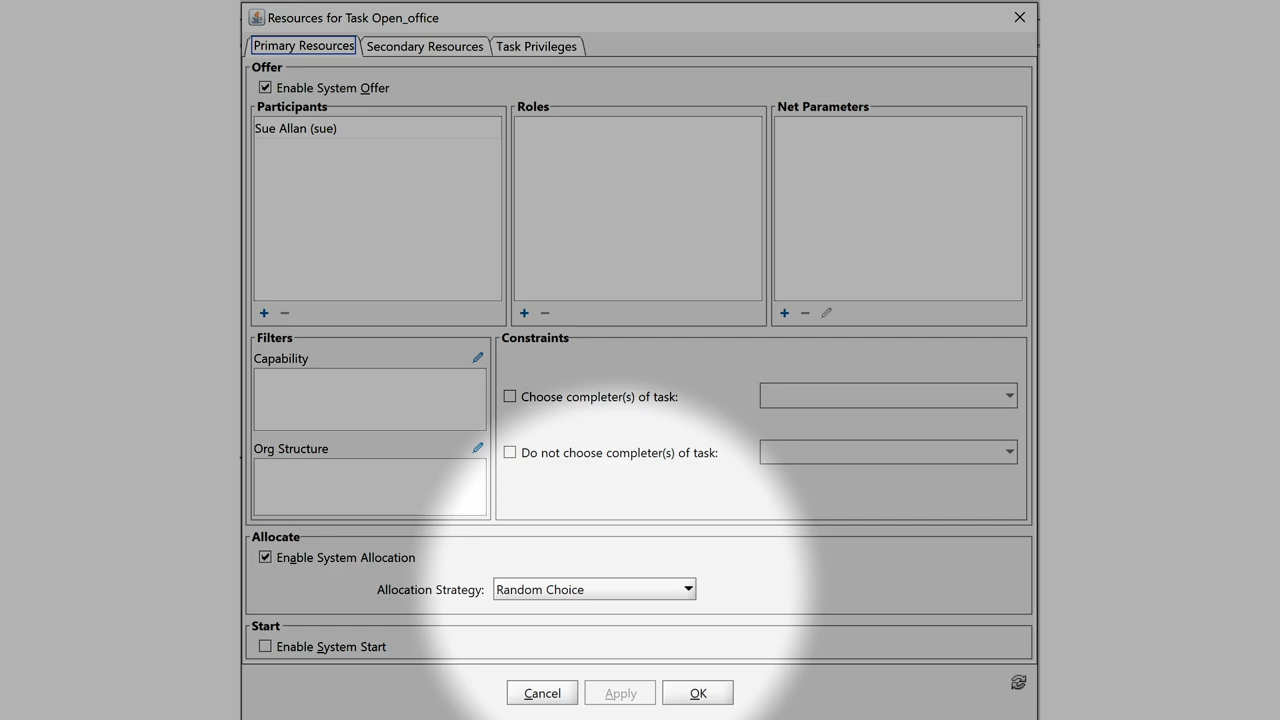 Resources for Task Open_office
Primary Resources
Secondary Resources
Task Privileges
Offer
Enable System Offer
Participants
Roles
Net Parameters
Sue Allan (sue)
Filters
Constraints
Capability
Choose completer(s) of task:
Org Structure
Do not choose completer(s) of task:
Allocate
Enable System Allocation
Allocation Strategy:
Random Choice
Start
Enable System Start
Cancel
Apply
OK